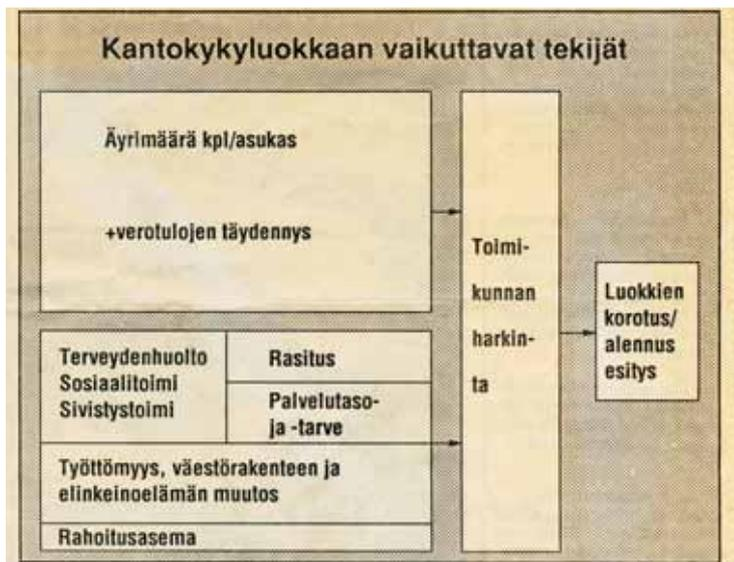 Kantokykyluokkaan vaikuttavat tekijät
Äyrimäärä kpl/asukas
+verotulojen täydennys
Terveydenhuolto
Sosiaalitoimi
Sivistystoimi
Rasitus
Palvelutaso-
ja -tarve
Työttömyys, väestörakenteen ja
elinkeinoelämän muutos
Rahoitusasema
Toimi-
kunnan
harkin-
ta
Luokkien
korotus/
alennus
esitys